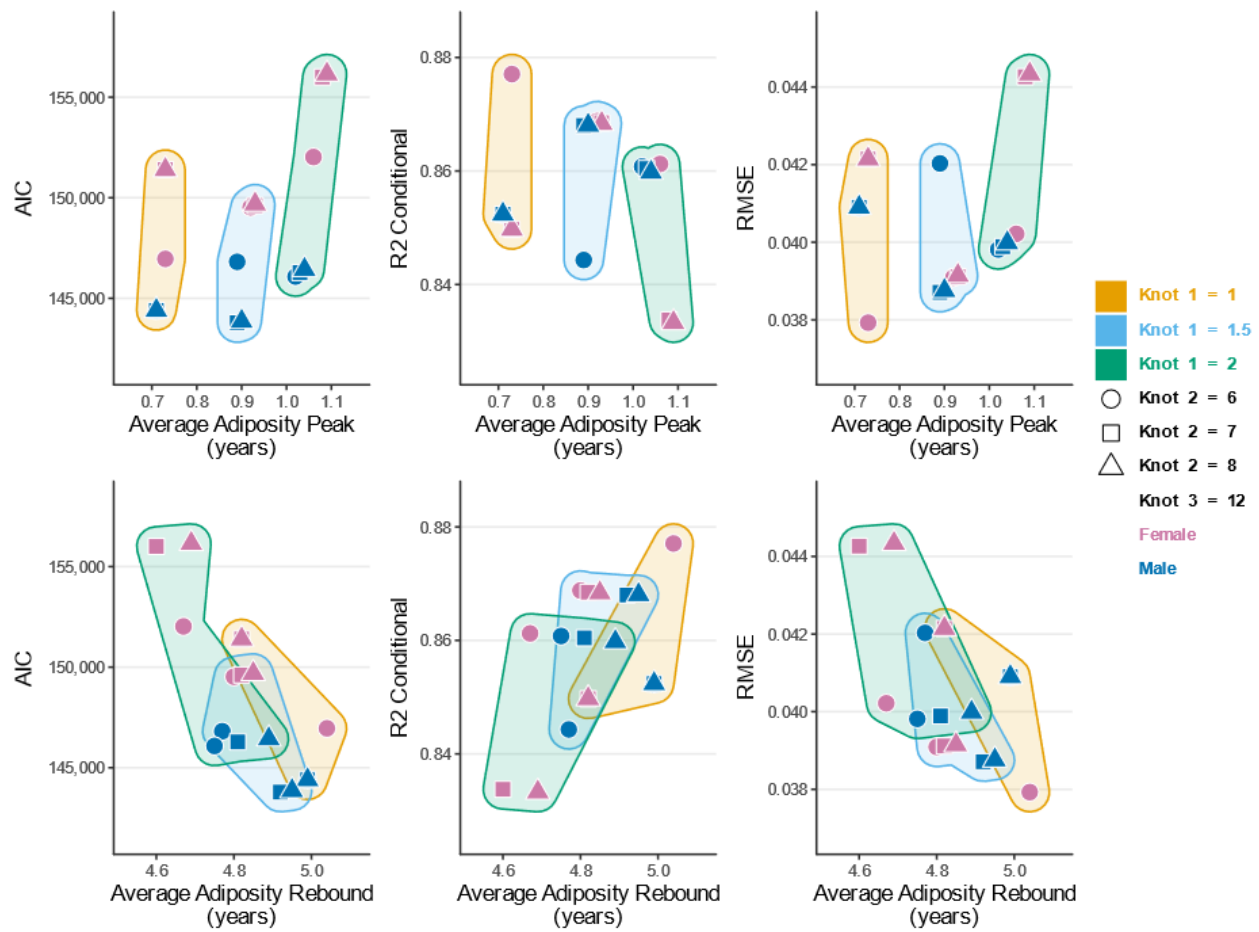 AIC
155,000
150,000
145,000
0.7 0.8 0.9 1.0 1.1
Average Adiposity Peak
(years)
R2 Conditional
0.88
0.86
0.84
0.7 0.8 0.9 1.0 1.1
Average Adiposity Peak
(years)
RMSE
0.044
0.042
0.040
0.038
0.7 0.8 0.9 1.0 1.1
Average Adiposity Peak
(years)
Knot 1 = 1
Knot 1 = 1.5
Knot 1 = 2
Knot 2 = 6
Knot 2 = 7
Knot 2 = 8
Knot 3 = 12
Female
Male
AIC
155,000
150,000
145,000
4.6 4.8 5.0
Average Adiposity Rebound
(years)
R2 Conditional
0.88
0.86
0.84
4.6 4.8 5.0
Average Adiposity Rebound
(years)
RMSE
0.044
0.042
0.040
0.038
4.6 4.8 5.0
Average Adiposity Rebound
(years)